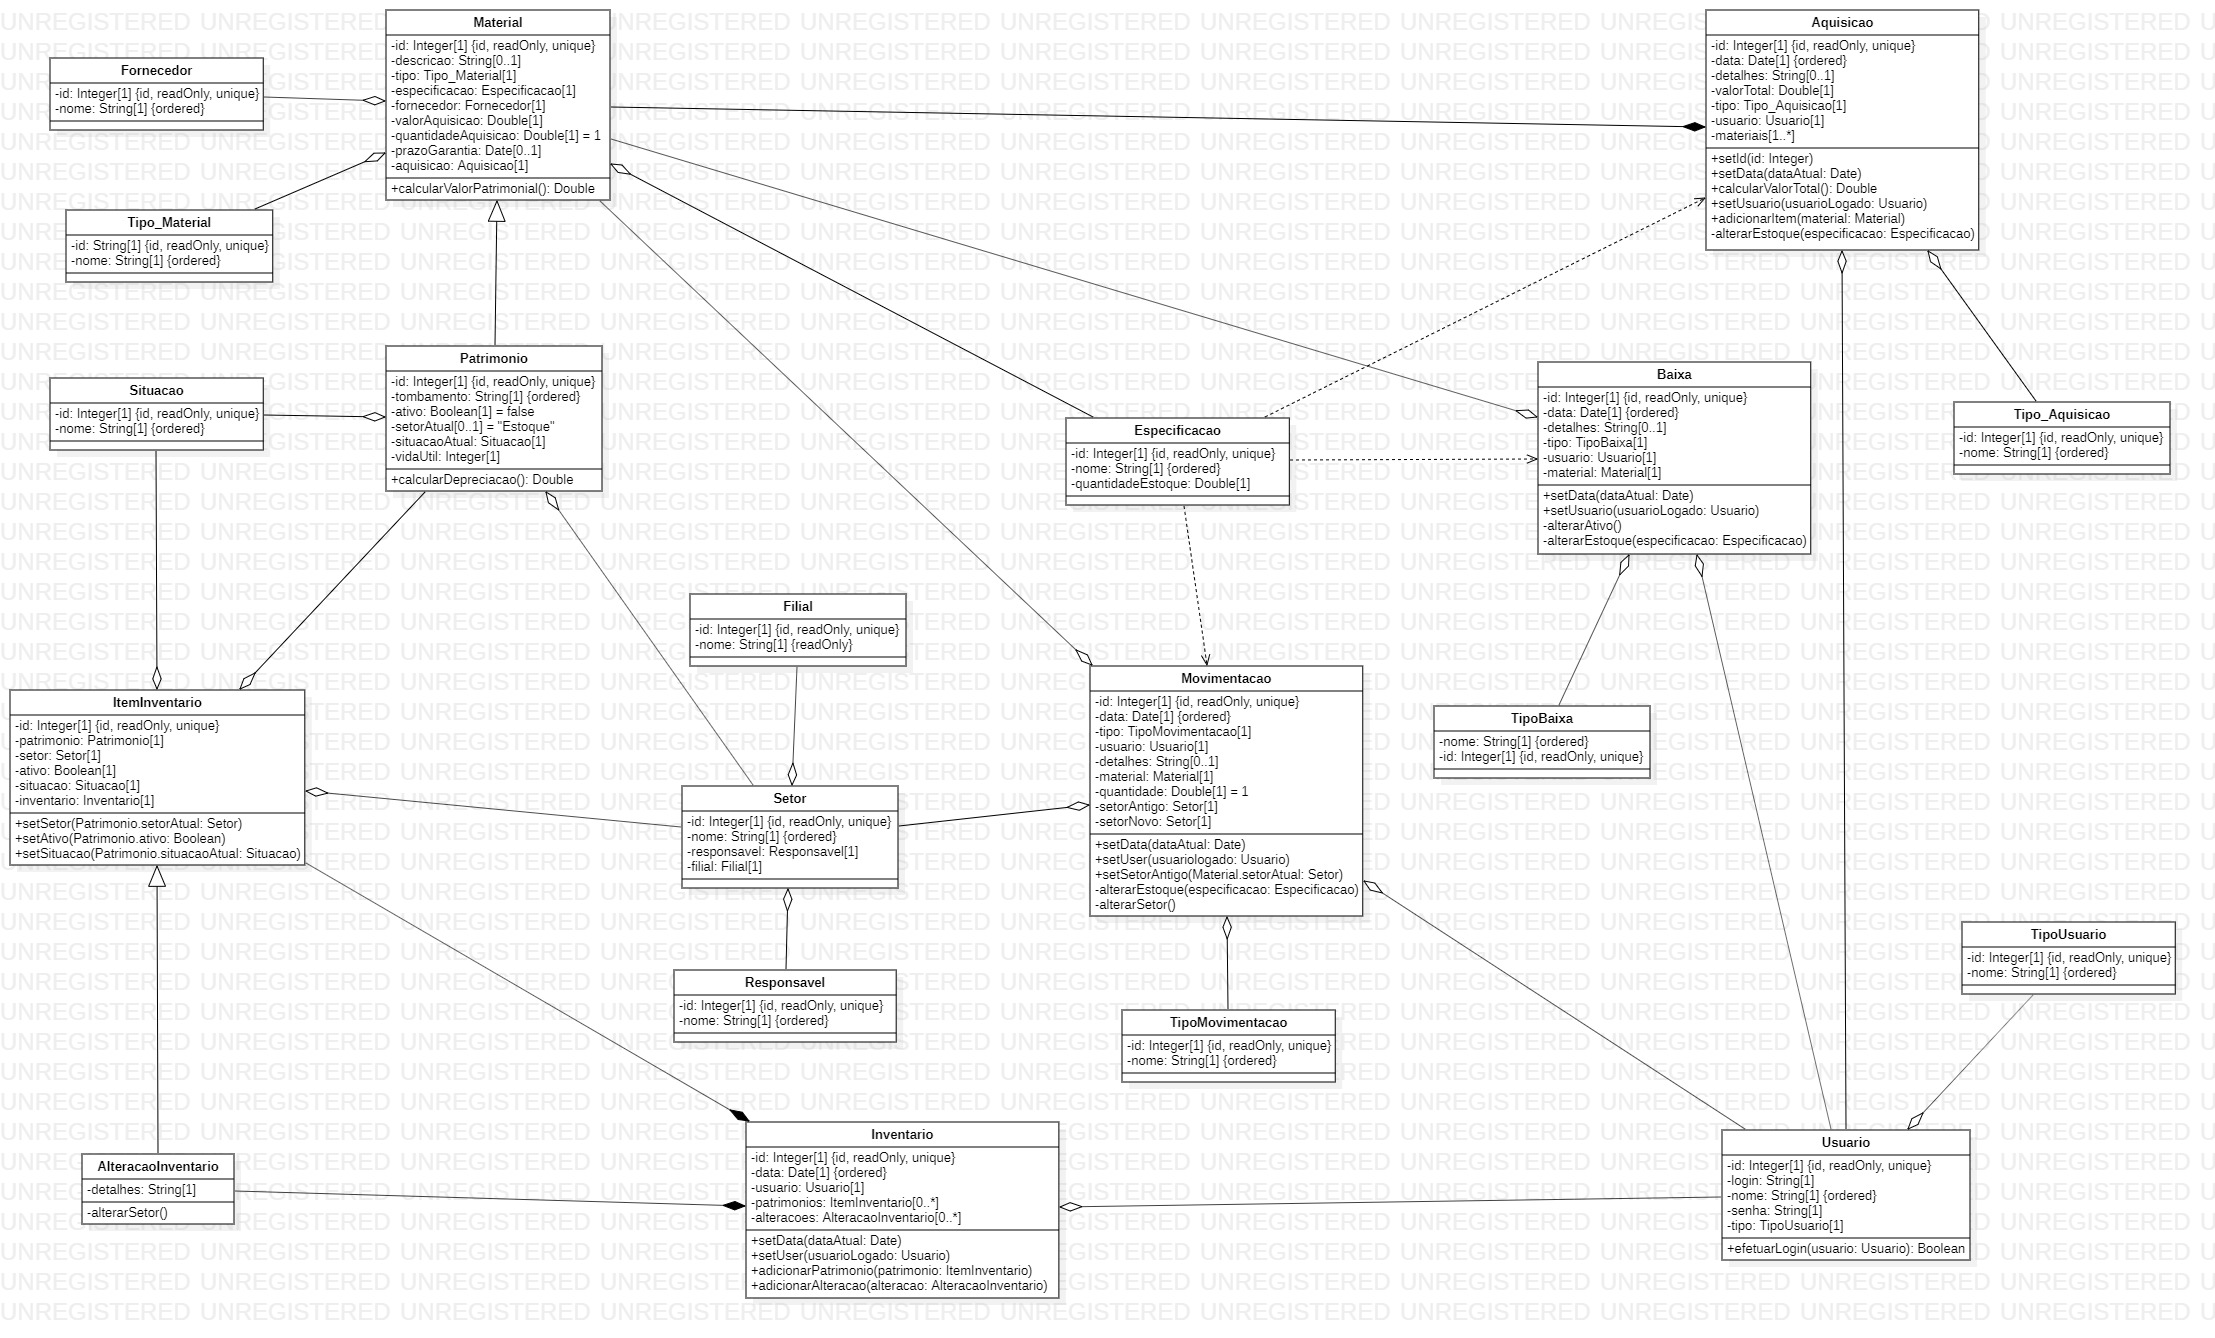 Material
-id: Integer[1] {id, readOnly, unique}
-descricao: String[0..1]
-tipo: Tipo_Material[1]
-especificacao: Especificacao[1]
-fornecedor: Fornecedor[1]
-valorAquisicao: Double[1]
-quantidadeAquisicao: Double[1] = 1
-prazoGarantia: Date[0..1]
-aquisicao: Aquisicao[1]
+calcularValorPatrimonial(): Double
Aquisicao
-id: Integer[1] {id, readOnly, unique}
-data: Date[1] {ordered}
-detalhes: String[0..1]
-valorTotal: Double[1]
-tipo: Tipo_Aquisicao[1]
-usuario: Usuario[1]
-materiais[1..*]
+setId(id: Integer)
+setData(dataAtual: Date)
+calcularValorTotal(): Double
+setUsuario(usuarioLogado: Usuario)
+adicionarItem(material: Material)
-alterarEstoque(especificacao: Especificacao)
Fornecedor
-id: Integer[1] {id, readOnly, unique}
-nome: String[1] {ordered}
Tipo_Material
-id: String[1] {id, readOnly, unique}
-nome: String[1] {ordered}
Patrimonio
-id: Integer[1] {id, readOnly, unique}
-tombamento: String[1] {ordered}
-ativo: Boolean[1] = false
-setorAtual[0..1] = "Estoque"
-situacaoAtual: Situacao[1]
-vidaUtil: Integer[1]
+calcularDepreciacao(): Double
Situacao
-id: Integer[1] {id, readOnly, unique}
-nome: String[1] {ordered}
Especificacao
-id: Integer[1] {id, readOnly, unique}
-nome: String[1] {ordered}
-quantidadeEstoque: Double[1]
Baixa
-id: Integer[1] {id, readOnly, unique}
-data: Date[1] {ordered}
-detalhes: String[0..1]
-tipo: TipoBaixa[1]
-usuario: Usuario[1]
-material: Material[1]
+setData(dataAtual: Date)
+setUsuario(usuarioLogado: Usuario)
-alterarAtivo()
-alterarEstoque(especificacao: Especificacao)
Tipo_Aquisicao
-id: Integer[1] {id, readOnly, unique}
-nome: String[1] {ordered}
Filial
-id: Integer[1] {id, readOnly, unique}
-nome: String[1] {readOnly}
ItemInventario
-id: Integer[1] {id, readOnly, unique}
-patrimonio: Patrimonio[1]
-setor: Setor[1]
-ativo: Boolean[1]
-situacao: Situacao[1]
-inventario: Inventario[1]
+setSetor(Patrimonio.setorAtual: Setor)
+setAtivo(Patrimonio.ativo: Boolean)
+setSituacao(Patrimonio.situacaoAtual: Situacao)
Setor
-id: Integer[1] {id, readOnly, unique}
-nome: String[1] {ordered}
-responsavel: Responsavel[1]
-filial: Filial[1]
Movimentacao
-id: Integer[1] {id, readOnly, unique}
-data: Date[1] {ordered}
-tipo: TipoMovimentacao[1]
-usuario: Usuario[1]
-detalhes: String[0..1]
-material: Material[1]
-quantidade: Double[1] = 1
-setorAntigo: Setor[1]
-setorNovo: Setor[1]
+setData(dataAtual: Date)
+setUser(usuariologado: Usuario)
+setSetorAntigo(Material.setorAtual: Setor)
-alterarEstoque(especificacao: Especificacao)
-alterarSetor()
TipoBaixa
-nome: String[1] {ordered}
-id: Integer[1] {id, readOnly, unique}
Responsavel
-id: Integer[1] {id, readOnly, unique}
-nome: String[1] {ordered}
TipoMovimentacao
-id: Integer[1] {id, readOnly, unique}
-nome: String[1] {ordered}
TipoUsuario
-id: Integer[1] {id, readOnly, unique}
-nome: String[1] {ordered}
AlteracaoInventario
-detalhes: String[1]
-alterarSetor()
Inventario
-id: Integer[1] {id, readOnly, unique}
-data: Date[1] {ordered}
-usuario: Usuario[1]
-patrimonios: ItemInventario[0..*]
-alteracoes: AlteracaoInventario[0..*]
+setData(dataAtual: Date)
+setUser(usuarioLogado: Usuario)
+adicionarPatrimonio(patrimonio: ItemInventario)
+adicionarAlteracao(alteracao: AlteracaoInventario)
Usuario
-id: Integer[1] {id, readOnly, unique}
-login: String[1]
-nome: String[1] {ordered}
-senha: String[1]
-tipo: TipoUsuario[1]
+efetuarLogin(usuario: Usuario): Boolean
UNREGISTERED